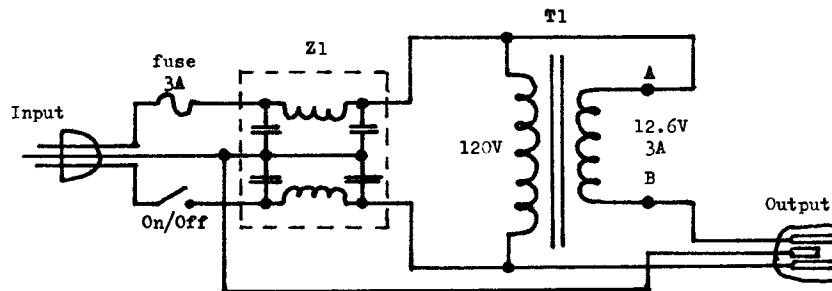 T1
Z1
fuse
3A
Input
A
120V
12.6V
3A
B
On/Off
Output